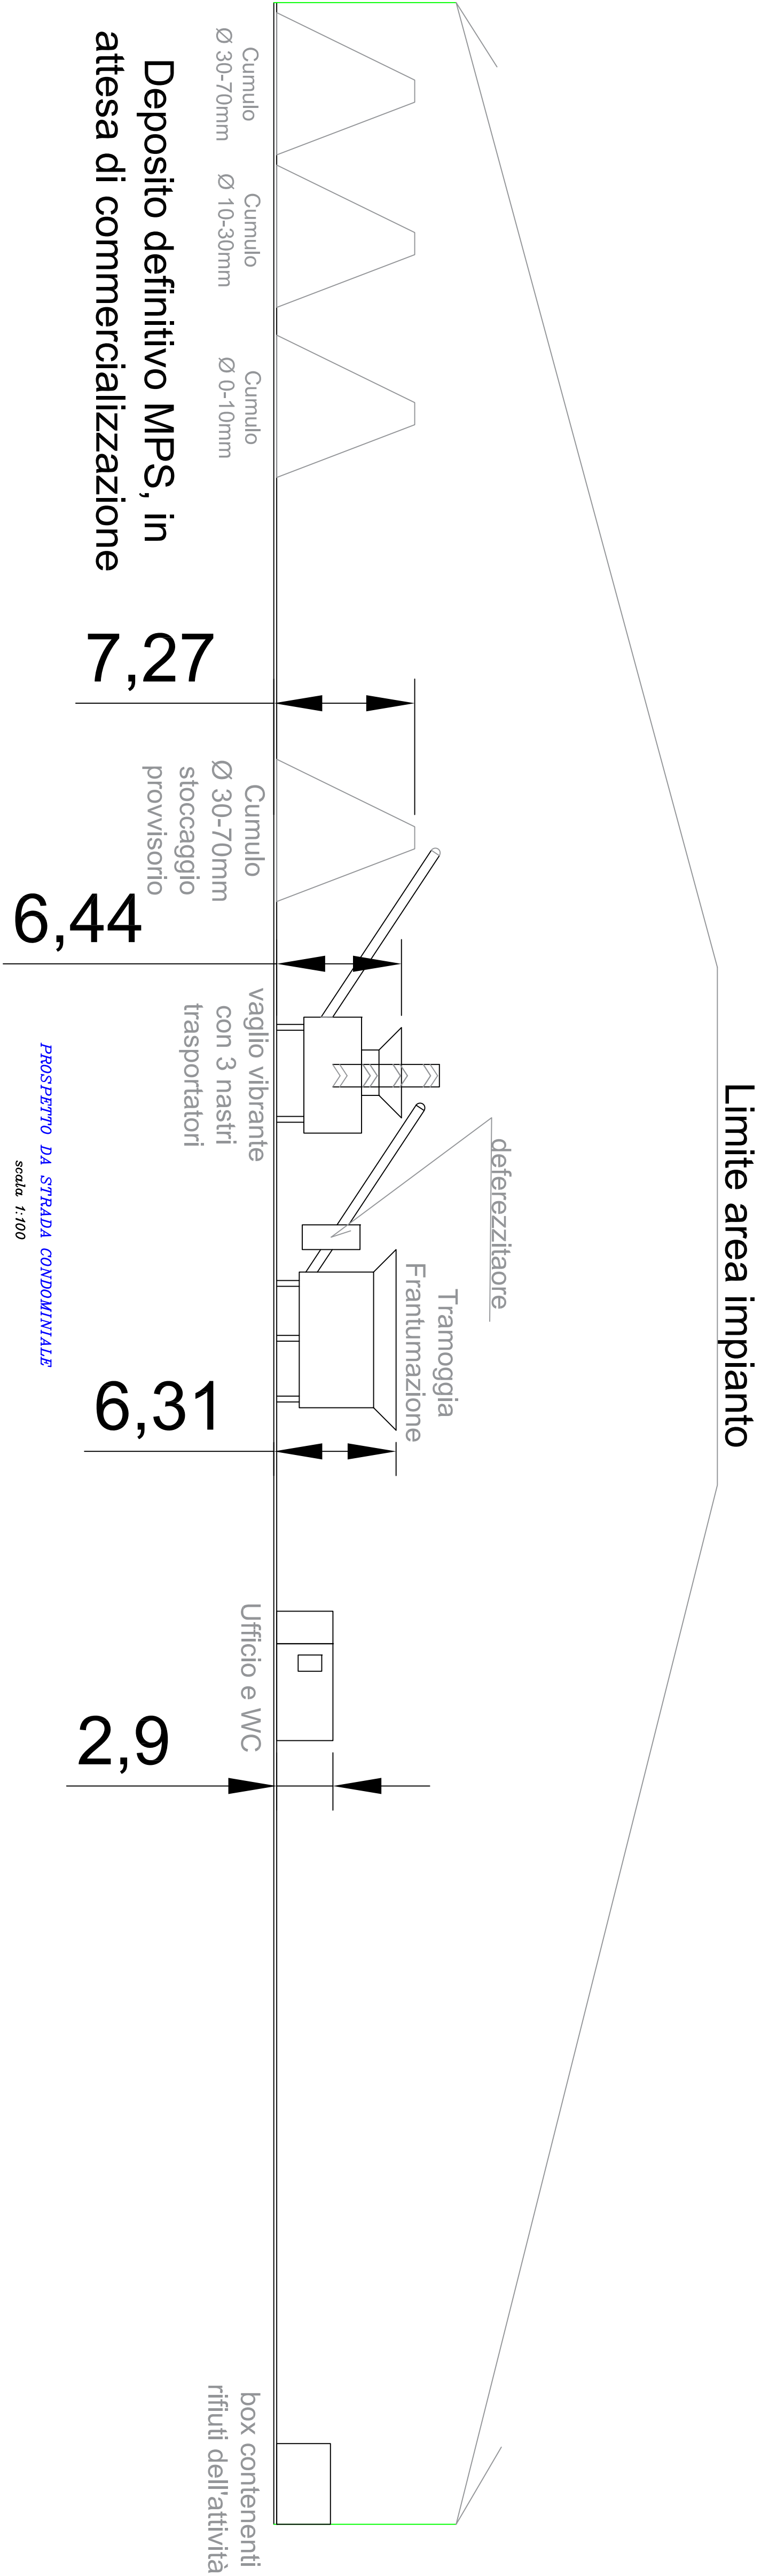 Limite area impianto
Cumulo
Ø 30-70mm
Cumulo
Ø 10-30mm
Cumulo
Ø 0-10mm
Deposito definitivo MPS, in
attesa di commercializzazione
7,27
Cumulo
Ø 30-70mm
stoccaggio
provvisorio
6,44
vaglio vibrante
con 3 nastri
trasportatori
deferezzitaore
Tramoggia
Frantumazione
6,31
Ufficio e WC
2,9
box contenenti
rifiuti dell'attività
PROSPETTO DA STRADA CONDOMINIALE
scala 1:100